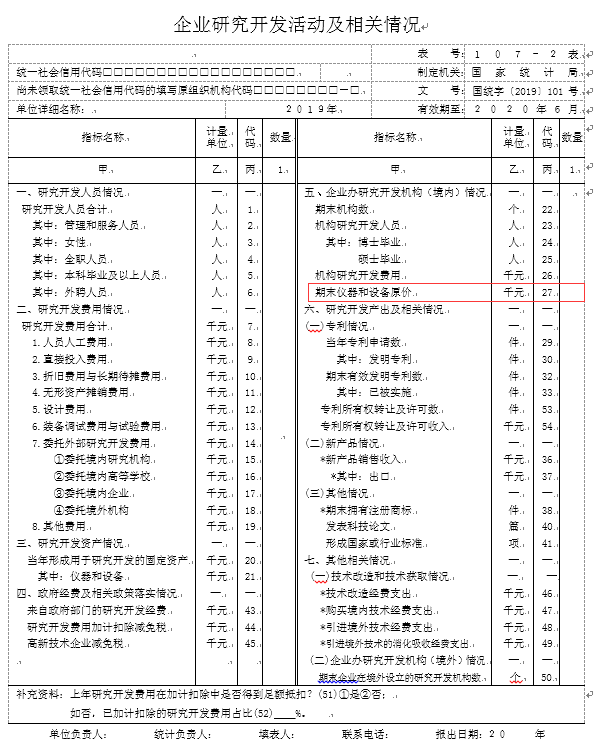 企业研究开发活动及相关情况
表 号: 107-2表
统一社会信用代码□□□□□□□□□□□□□□□□□□ 制定机关: 国家统计局
尚未领取统一社会信用代码的填写原组织机构代码□□□□□□□□－□ 文 号: 国统字〔2019〕101号
单位详细名称: 2019年 有效期至: 2020年6月
指标名称 计量单位 代码 数量 指标名称 计量单位 代码 数量
甲 乙 丙 1 甲 乙 丙 1
一、研究开发人员情况 — — 五、企业办研究开发机构（境内）情况 — —
研究开发人员合计 人 1 期末机构数 个 22
其中：管理和服务人员 人 2 机构研究开发人员 人 23
其中：女性 人 3 其中：博士毕业 人 24
其中：全职人员 人 4 硕士毕业 人 25
其中：本科毕业及以上人员 人 5 机构研究开发费用 千元 26
其中：外聘人员 人 6 期末仪器和设备原价 千元 27
二、研究开发费用情况 — — 六、研究开发产出及相关情况 — —
研究开发费用合计 千元 7 (一)专利情况 — —
1.人员人工费用 千元 8 当年专利申请数 件 29
2.直接投入费用 千元 9 其中：发明专利 件 30
3.折旧费用与长期待摊费用 千元 10 期末有效发明专利数 件 32
4.无形资产摊销费用 千元 11 其中：已被实施 件 33
5.设计费用 千元 12 专利所有权转让及许可数 件 53
6.装备调试费用与试验费用 千元 13 专利所有权转让及许可收入 千元 54
7.委托外部研究开发费用 千元 14 (二)新产品情况 — —
①委托境内研究机构 千元 15 *新产品销售收入 千元 36
②委托境内高等学校 千元 16 *其中：出口 千元 37
③委托境内企业 千元 17 (三)其他情况 — —
④委托境外机构 千元 18 *期末拥有注册商标 件 38
8.其他费用 千元 19 发表科技论文 篇 40
三、研究开发资产情况 — — 形成国家或行业标准 项 41
当年形成用于研究开发的固定资产 千元 20 七、其他相关情况 — —
其中：仪器和设备 千元 21 (一)技术改造和技术获取情况 — —
四、政府经费及相关政策落实情况 — — *技术改造经费支出 千元 46
来自政府部门的研究开发经费 千元 43 *购买境内技术经费支出 千元 47
研究开发费用加计扣除减免税 千元 44 *引进境外技术经费支出 千元 48
高新技术企业减免税 千元 45 *引进境外技术的消化吸收经费支出 千元 49
(二)企业办研究开发机构（境外）情况 — —
期末企业在境外设立的研究开发机构数 个 50
补充资料：上年研究开发费用在加计扣除中是否得到足额抵扣？(51)①是②否；
如否，已加计扣除的研究开发费用占比(52)____%。
单位负责人： 统计负责人： 填表人： 联系电话： 报出日期：20 年